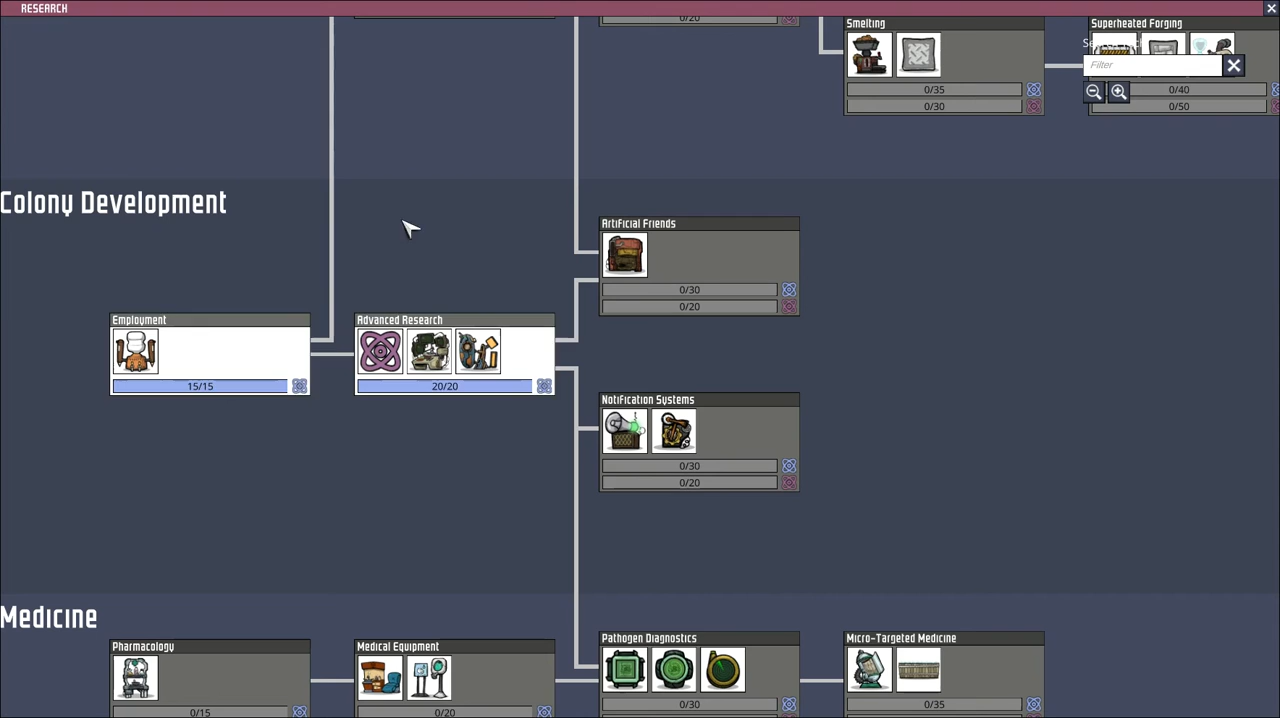 RESEARCH
0/20
Smelting
0/35
0/30
Superheated Forging
Filter
0/40
0/50
Colony Development
Artificial Friends
0/30
0/20
Employment
15/15
Advanced Research
20/20
Notification Systems
0/30
0/20
Medicine
Pharmacology
0/15
Medical Equipment
0/20
Pathogen Diagnostics
0/30
Micro-Targeted Medicine
0/35